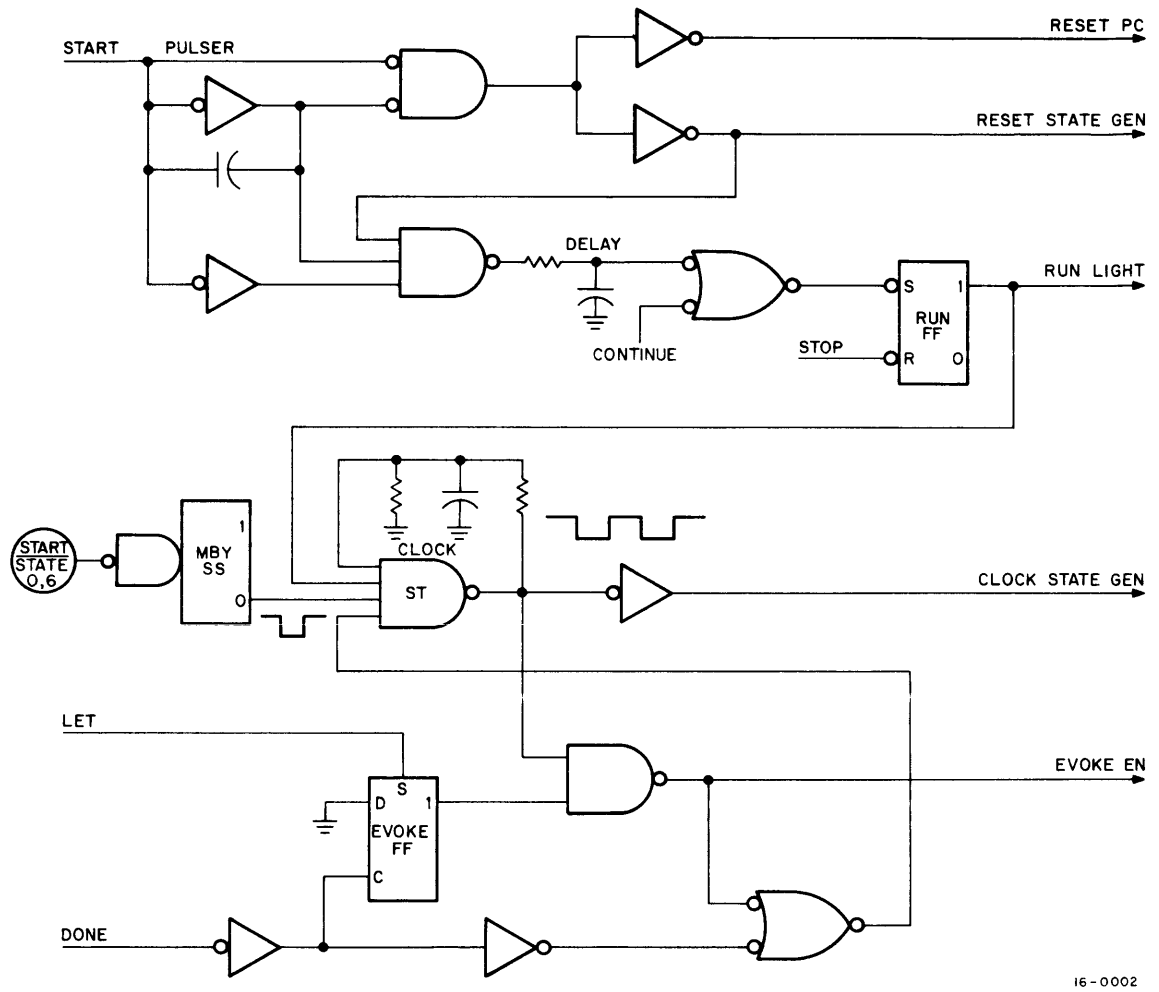 RESET PC
START PULSER
RESET STATE GEN
DELAY
RUN LIGHT
S 1
RUN
FF
CONTINUE
STOP
R 0
CLOCK
START
STATE
0,6
1
MBY
SS
0
ST
CLOCK STATE GEN
LET
EVOKE EN
S
D 1
EVOKE
FF
C
DONE
16-0002